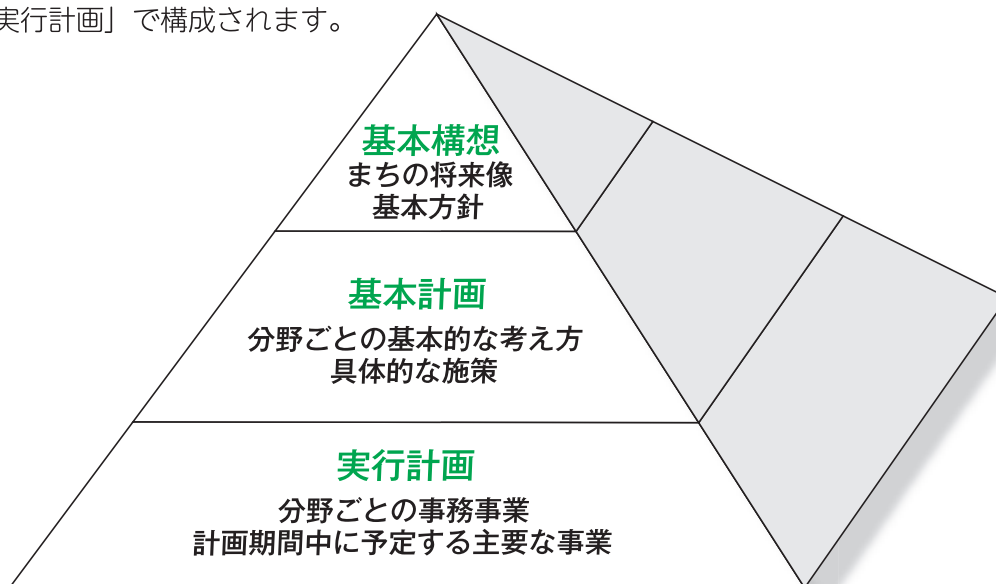 実行計画」で構成されます。
基本構想
まちの将来像
基本方針
基本計画
分野ごとの基本的な考え方
具体的な施策
実行計画
分野ごとの事務事業
計画期間中に予定する主要な事業